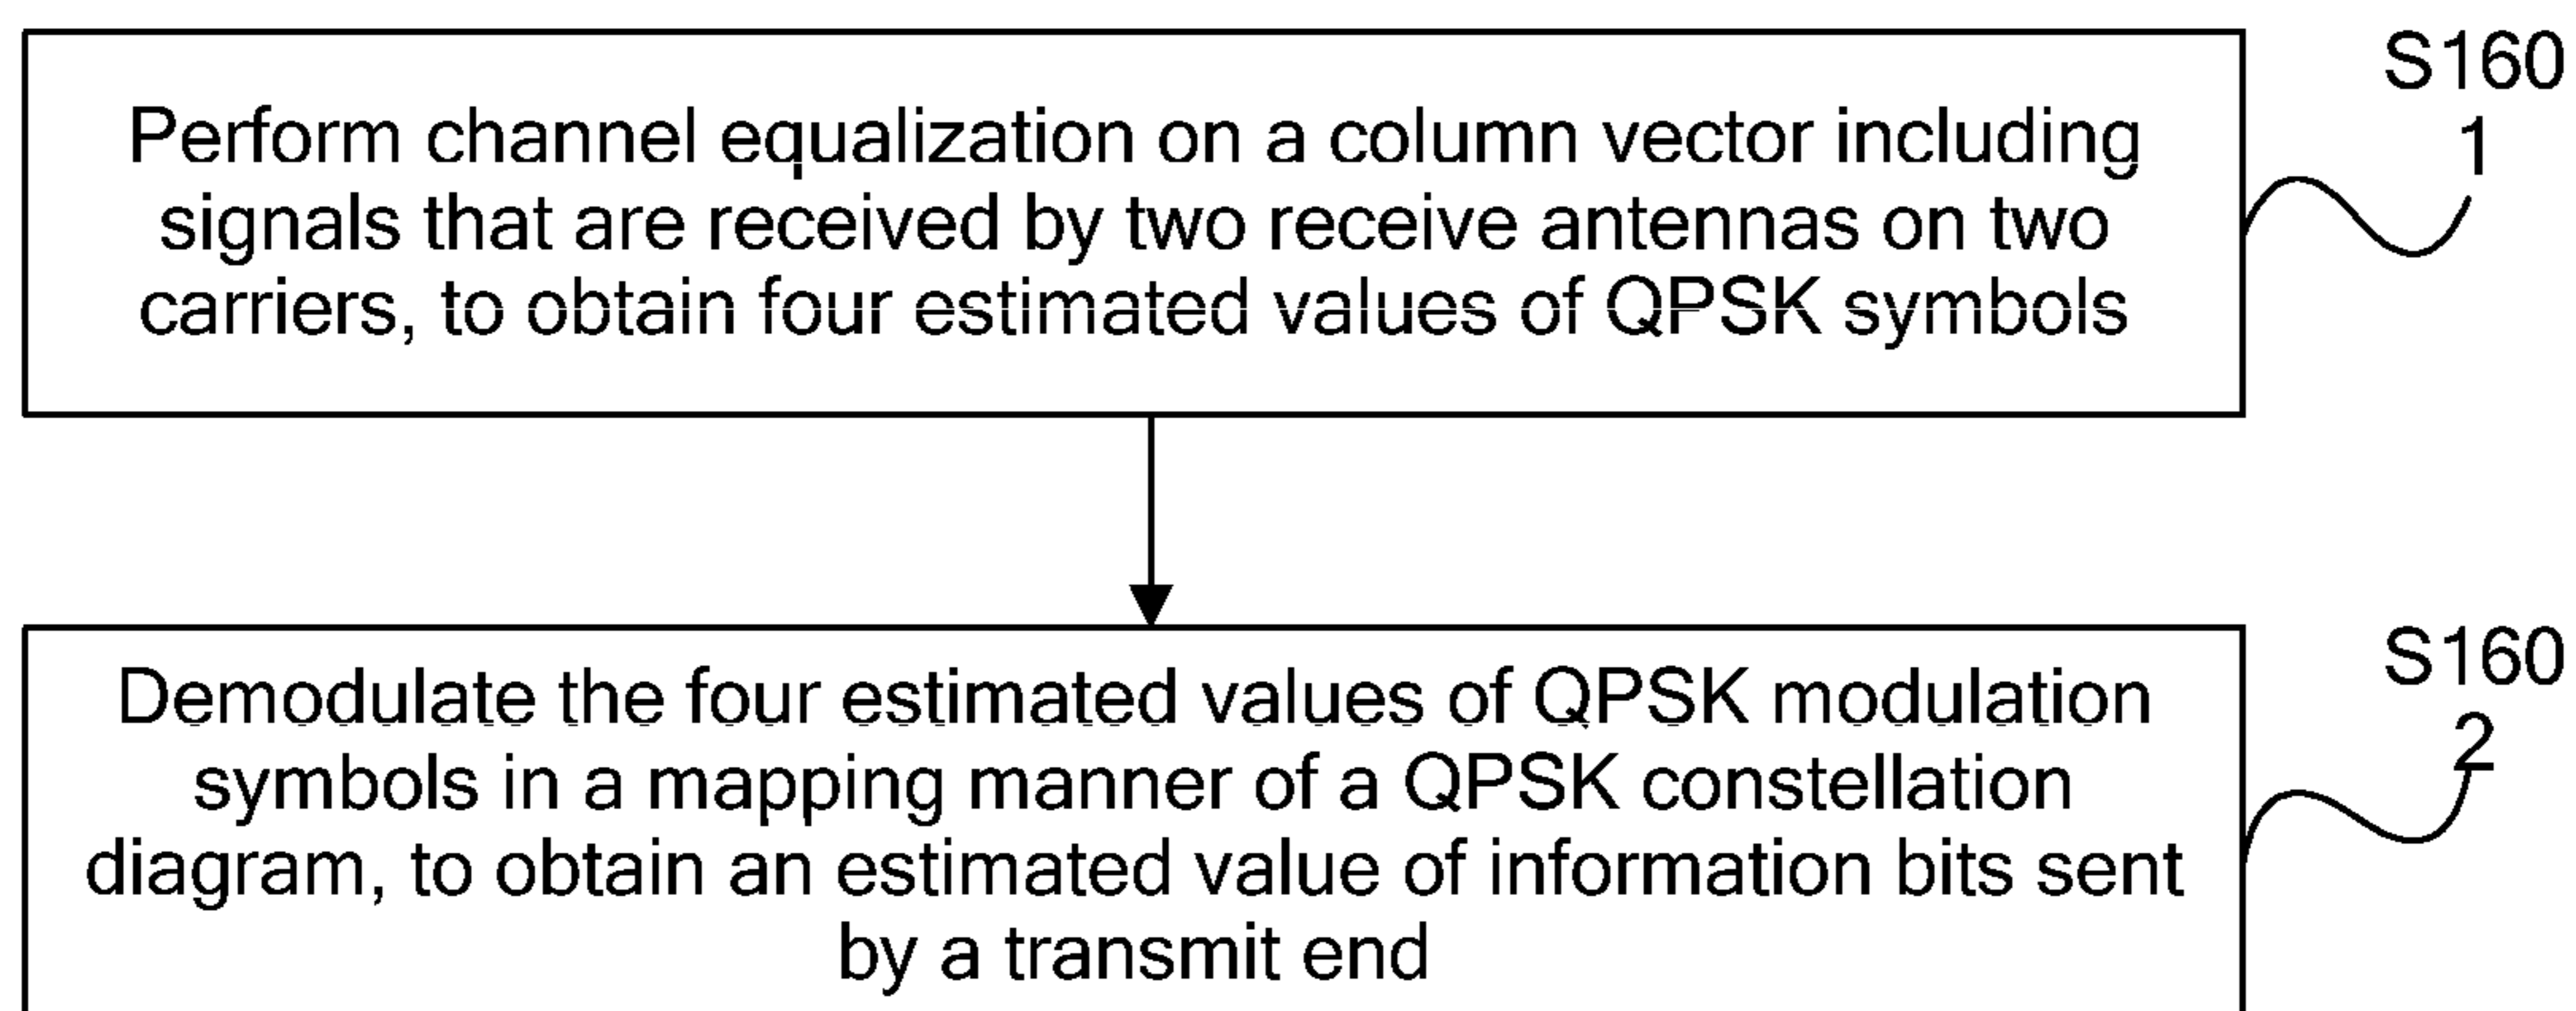 Perform channel equalization on a column vector including
signals that are received by two receive antennas on two
carriers, to obtain four estimated values of QPSK symbols
S160
1
Demodulate the four estimated values of QPSK modulation
symbols in a mapping manner of a QPSK constellation
diagram, to obtain an estimated value of information bits sent
by a transmit end
S160
2